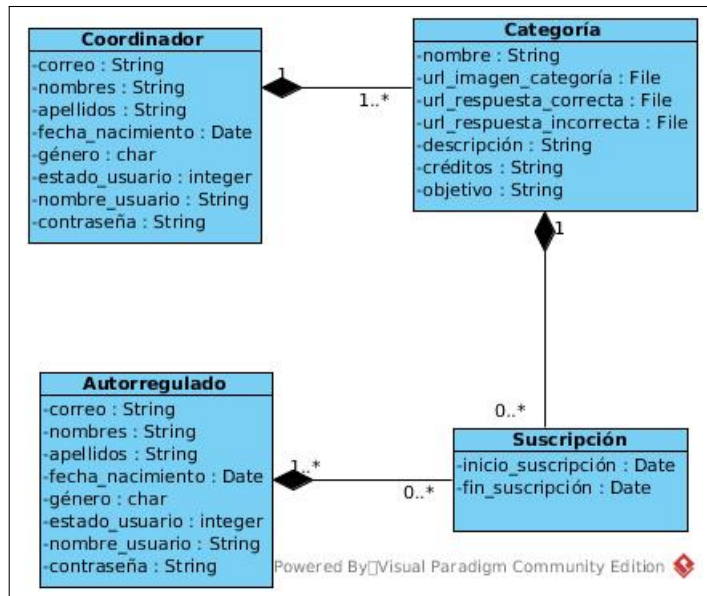 Coordinador
-correo : String
-nombres : String
-apellidos : String
-fecha_nacimiento : Date
-género : char
-estado_usuario : integer
-nombre_usuario : String
-contraseña : String
1
1..*
Categoría
-nombre : String
-url_imagen_categoría : File
-url_respuesta_correcta : File
-url_respuesta_incorrecta : File
-descripción : String
-créditos : String
-objetivo : String
1
0..*
Autorregulado
-correo : String
-nombres : String
-apellidos : String
-fecha_nacimiento : Date
-género : char
-estado_usuario : integer
-nombre_usuario : String
-contraseña : String
1..*
0..*
Suscripción
-inicio_suscripción : Date
-fin_suscripción : Date
Powered By□Visual Paradigm Community Edition